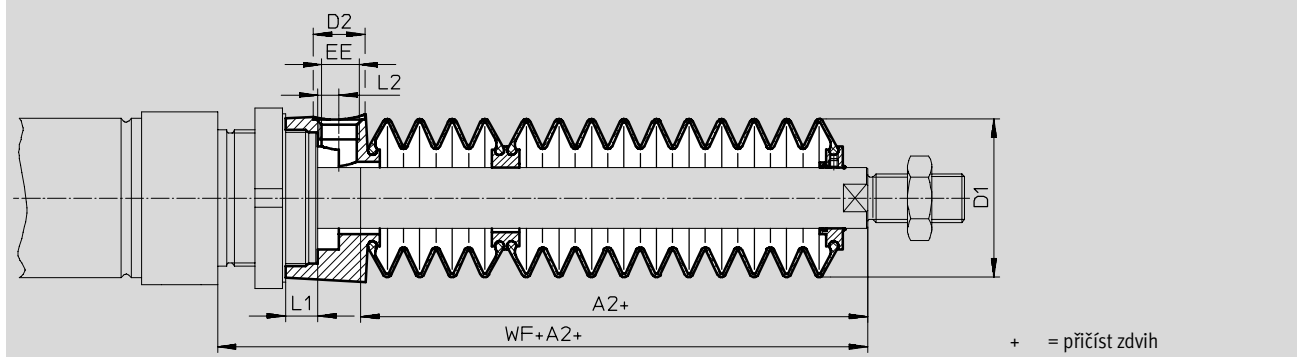 D2
EE
L2
D1
L1
A2+
WF+A2+
+ = přičíst zdvih